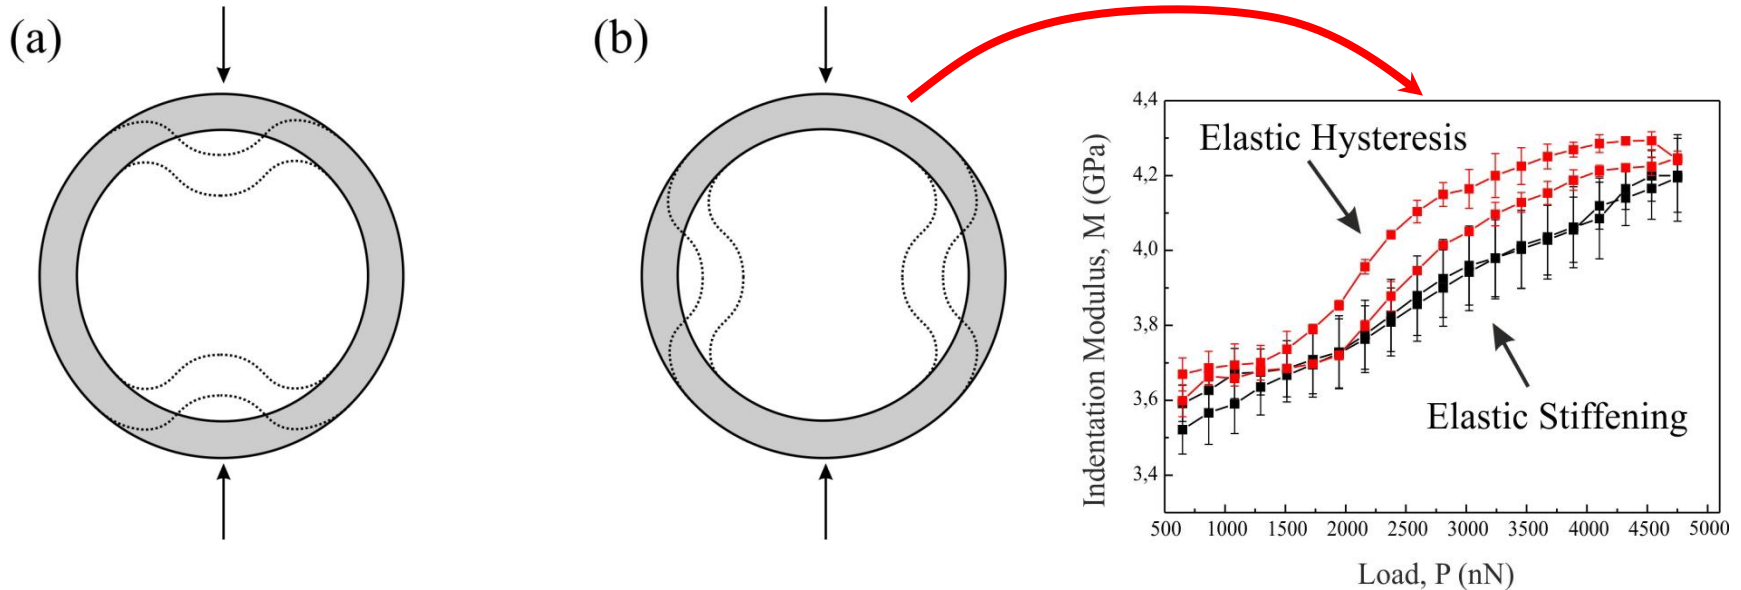 (a)
(b)
Elastic Hysteresis
Elastic Stiffening
Indentation Modulus, M (GPa)
4,4
4,2
4,0
3,8
3,6
3,4
500 1000 1500 2000 2500 3000 3500 4000 4500 5000
Load, P (nN)